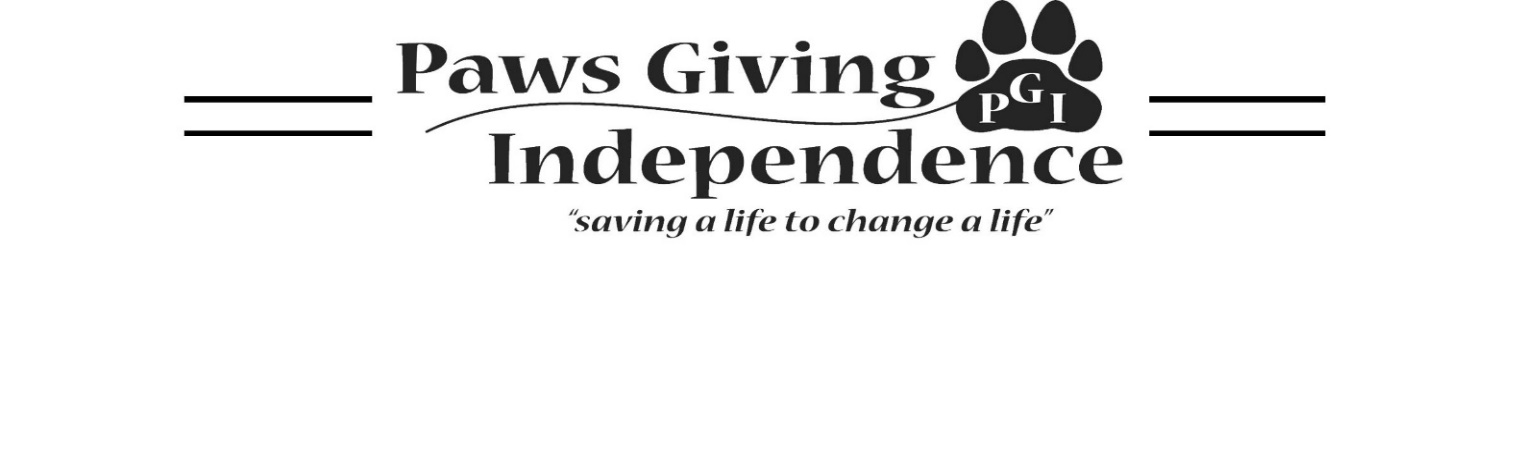 Paws Giving
PGI
Independence
“saving a life to change a life”